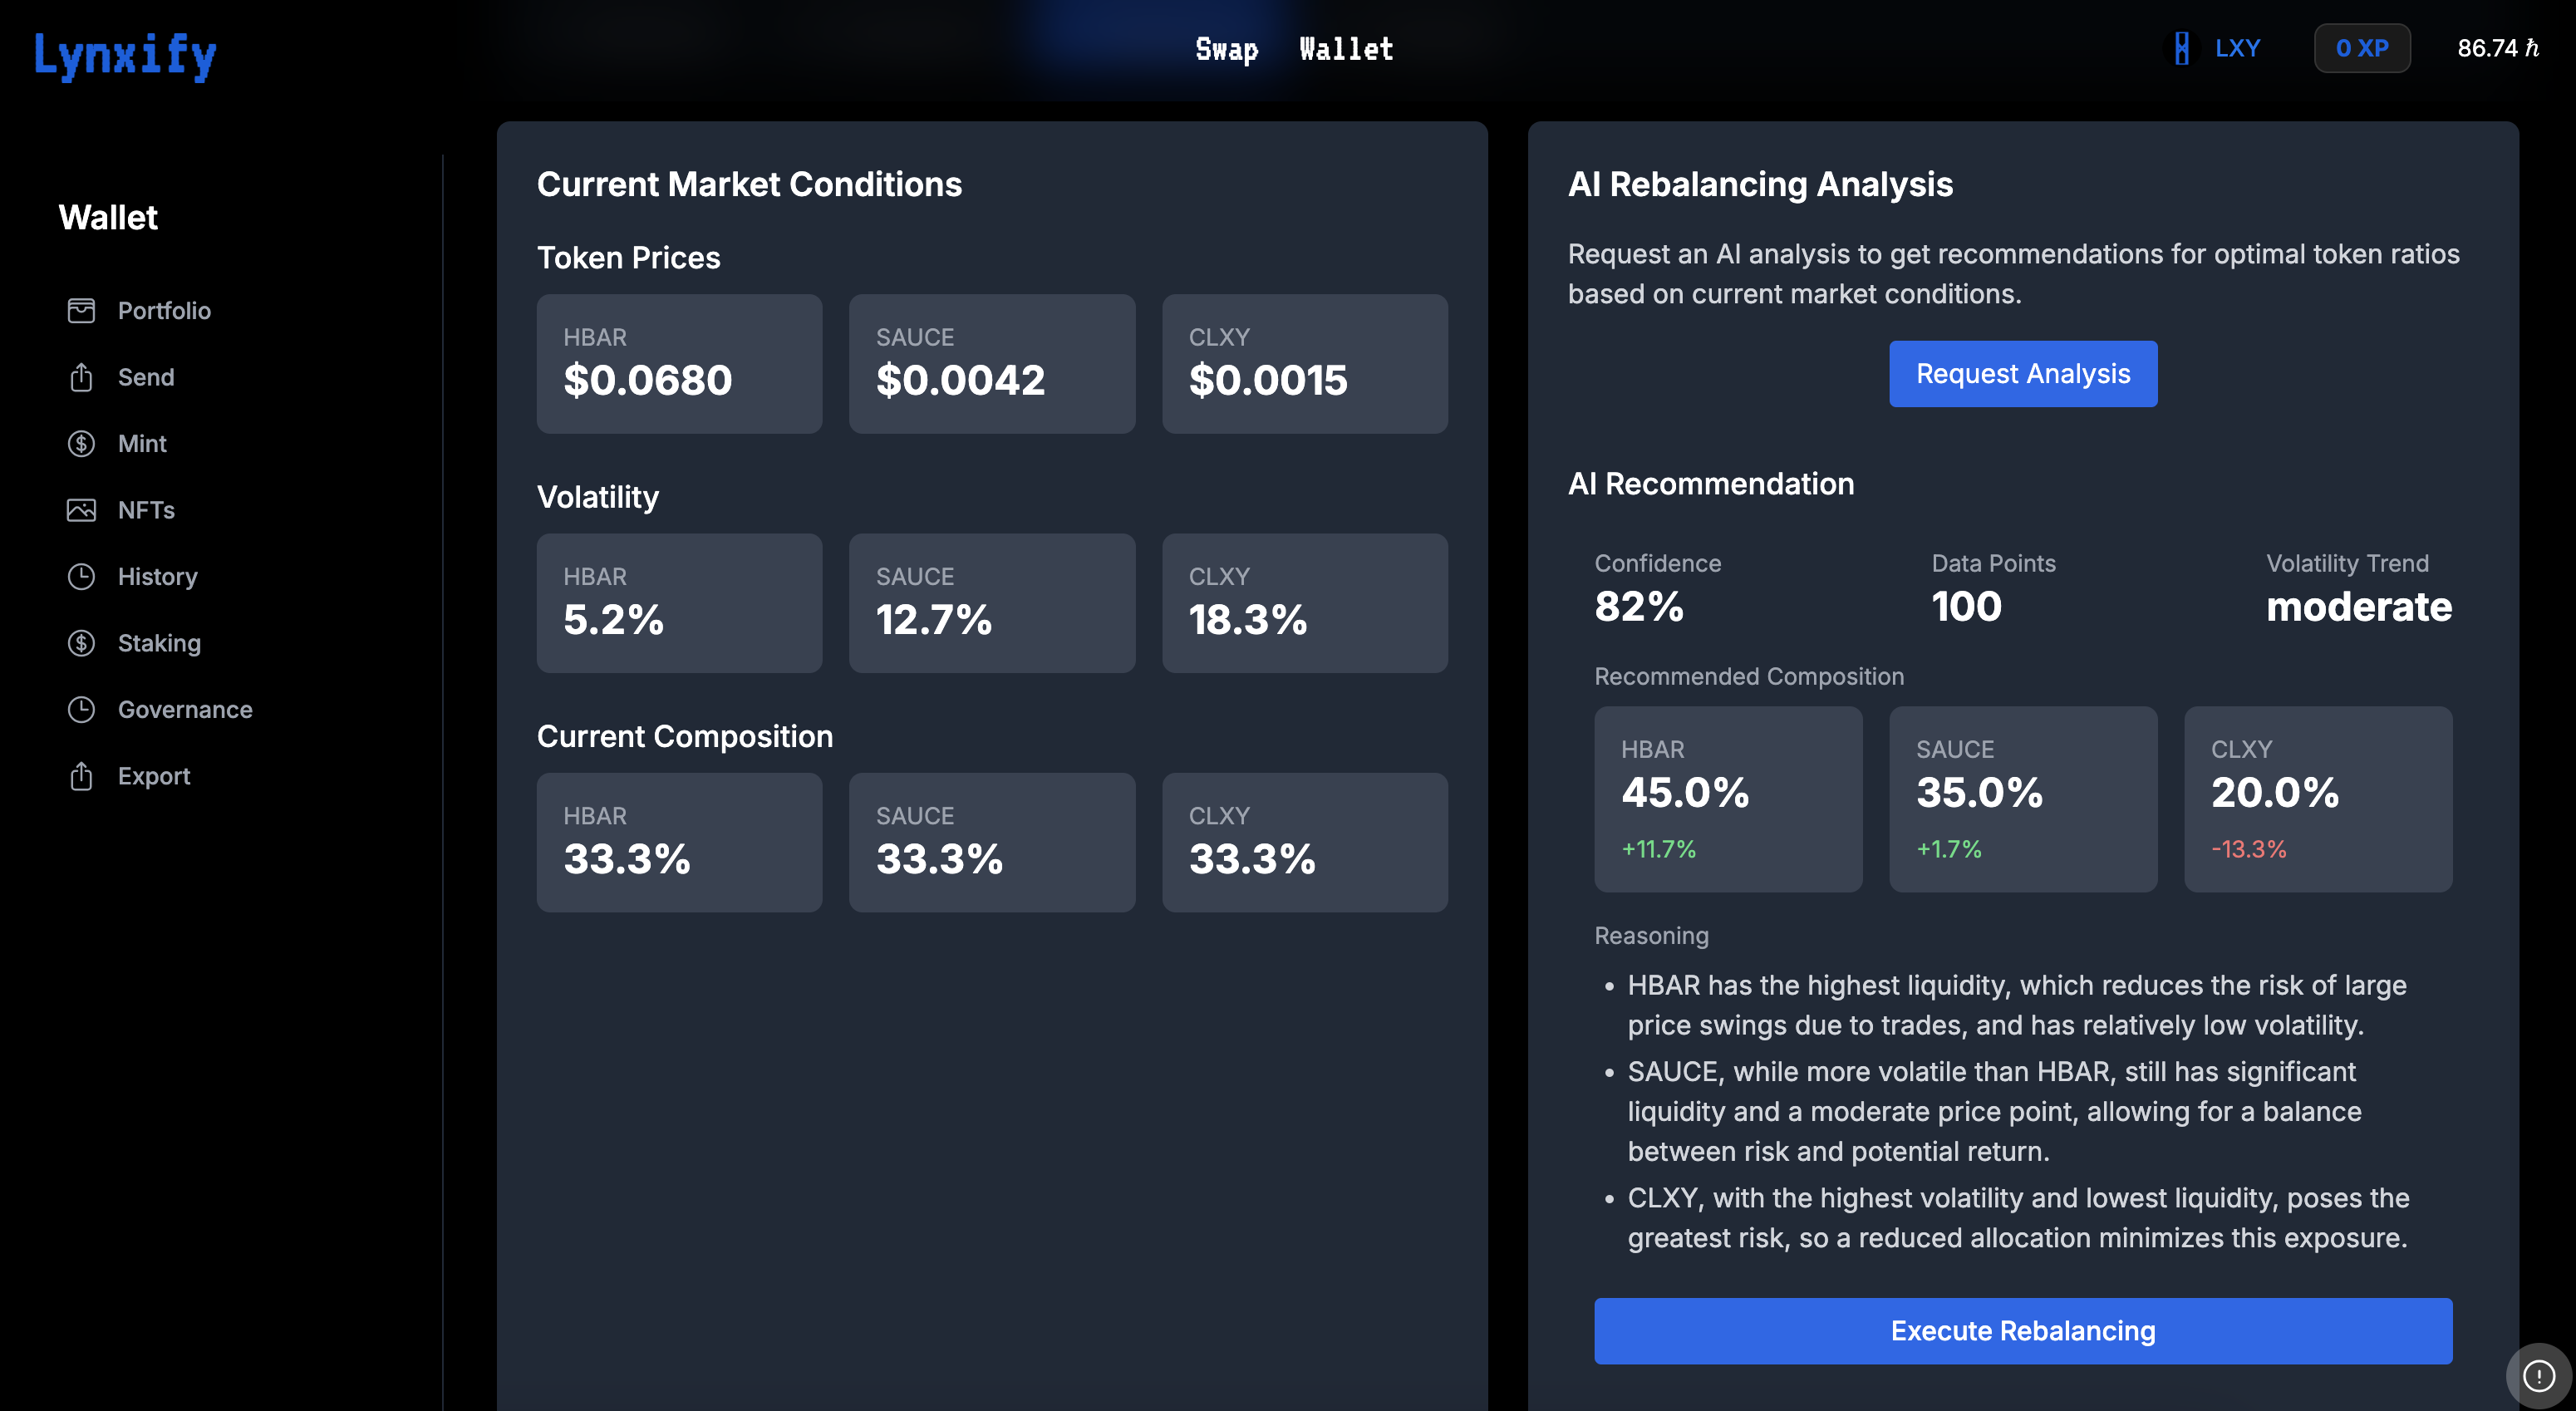 Lynxify
Swap Wallet
LXY
0 XP
86.74 ℏ
Wallet
Portfolio
Send
Mint
NFTs
History
Staking
Governance
Export
Current Market Conditions
Token Prices
HBAR
$0.0680
SAUCE
$0.0042
CLXY
$0.0015
Volatility
HBAR
5.2%
SAUCE
12.7%
CLXY
18.3%
Current Composition
HBAR
33.3%
SAUCE
33.3%
CLXY
33.3%
AI Rebalancing Analysis
Request an AI analysis to get recommendations for optimal token ratios
based on current market conditions.
Request Analysis
AI Recommendation
Confidence
82%
Data Points
100
Volatility Trend
moderate
Recommended Composition
HBAR
45.0%
+11.7%
SAUCE
35.0%
+1.7%
CLXY
20.0%
-13.3%
Reasoning
• HBAR has the highest liquidity, which reduces the risk of large
price swings due to trades, and has relatively low volatility.
• SAUCE, while more volatile than HBAR, still has significant
liquidity and a moderate price point, allowing for a balance
between risk and potential return.
• CLXY, with the highest volatility and lowest liquidity, poses the
greatest risk, so a reduced allocation minimizes this exposure.
Execute Rebalancing